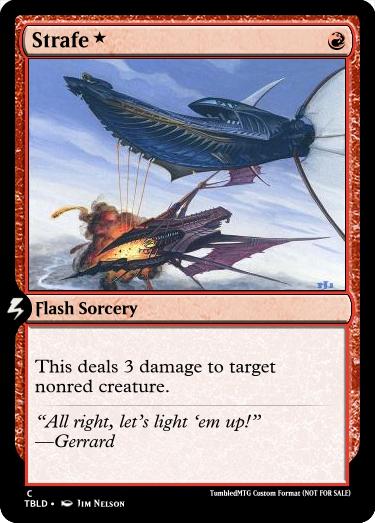 Strafe ★
Flash Sorcery
This deals 3 damage to target
nonred creature.
“All right, let’s light ‘em up!”
—Gerrard
C
TumbledMTG Custom Format (NOT FOR SALE)
TBLD • Jim Nelson